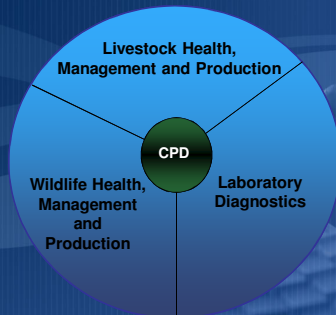 Livestock Health,
Management and Production
CPD
Wildlife Health,
Management
and
Production
Laboratory
Diagnostics